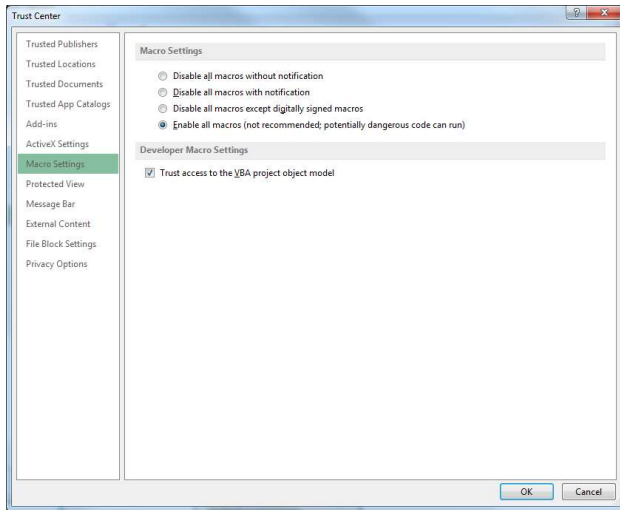 Trust Center
Trusted Publishers
Trusted Locations
Trusted Documents
Trusted App Catalogs
Add-ins
ActiveX Settings
Macro Settings
Protected View
Message Bar
External Content
File Block Settings
Privacy Options
Macro Settings
Disable all macros without notification
Disable all macros with notification
Disable all macros except digitally signed macros
Enable all macros (not recommended; potentially dangerous code can run)
Developer Macro Settings
Trust access to the VBA project object model
OK
Cancel